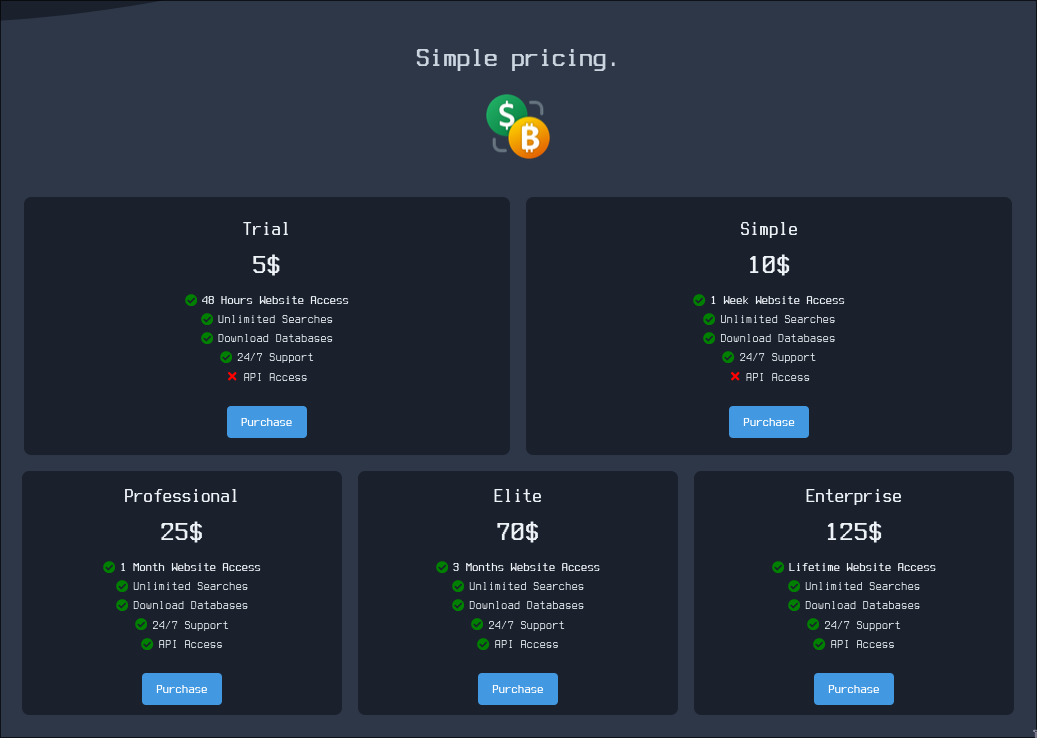 Simple pricing.
$
B
Trial
5$
48 Hours Website Access
Unlimited Searches
Download Databases
24/7 Support
API Access
Purchase
Simple
10$
1 Week Website Access
Unlimited Searches
Download Databases
24/7 Support
API Access
Purchase
Professional
25$
1 Month Website Access
Unlimited Searches
Download Databases
24/7 Support
API Access
Purchase
Elite
70$
3 Months Website Access
Unlimited Searches
Download Databases
24/7 Support
API Access
Purchase
Enterprise
125$
Lifetime Website Access
Unlimited Searches
Download Databases
24/7 Support
API Access
Purchase